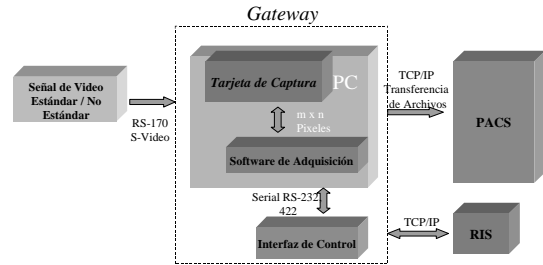 Gateway
Señal de Video
Estándar / No
Estándar
RS-170
S-Video
Tarjeta de Captura
PC
m x n
Pixeles
Software de Adquisición
Serial RS-232,
422
Interfaz de Control
TCP/IP
Transferencia
de Archivos
PACS
TCP/IP
RIS